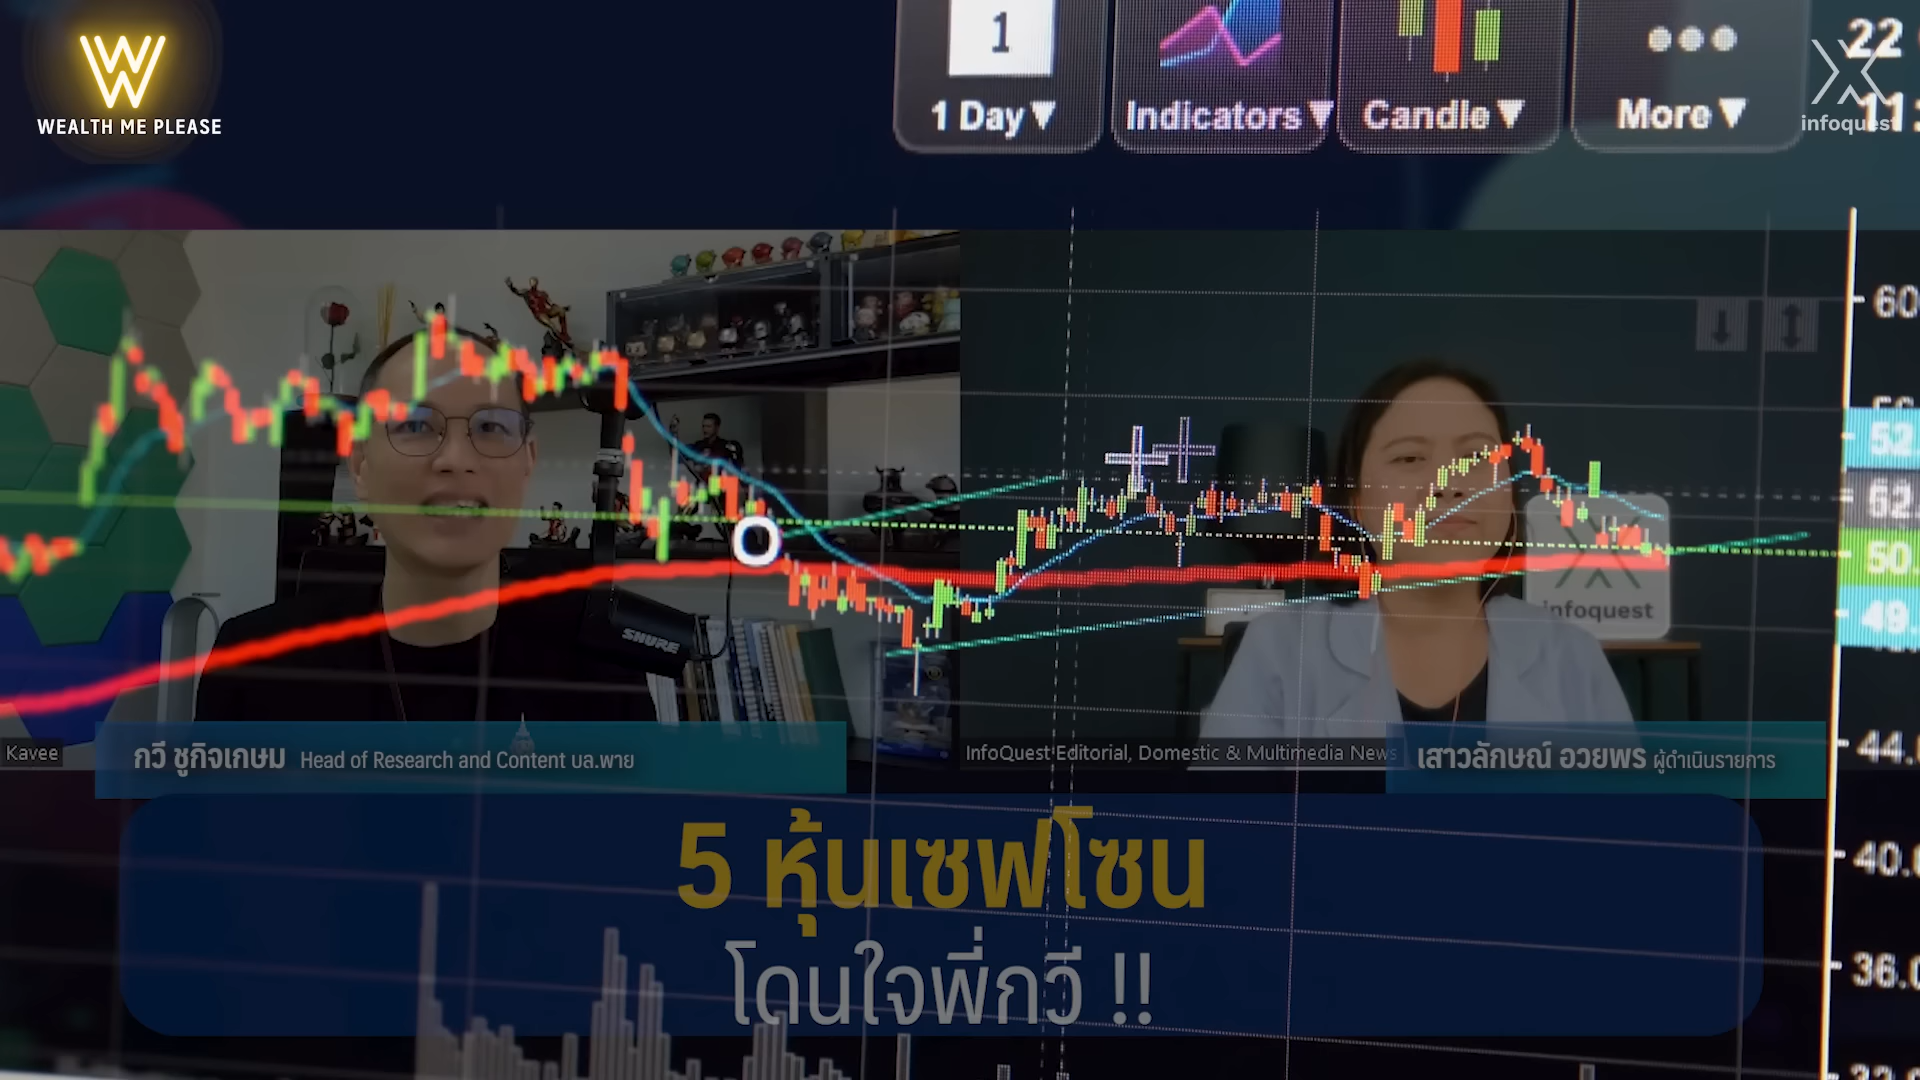 WEALTH ME PLEASE
1
1 Day
Indicators
Candle
More
22
infoquest
60
52.
52.
50.
49.
44.
40.
36.0
SHURE
infoquest
Kavee
กวี ชูกิจเกษม Head of Research and Content บล.พาย
InfoQuest Editorial, Domestic & Multimedia News
เสาวลักษณ์ อวยพร ผู้ดำเนินรายการ
5 หุ้นเซฟโซน
โดนใจพี่กวี !!